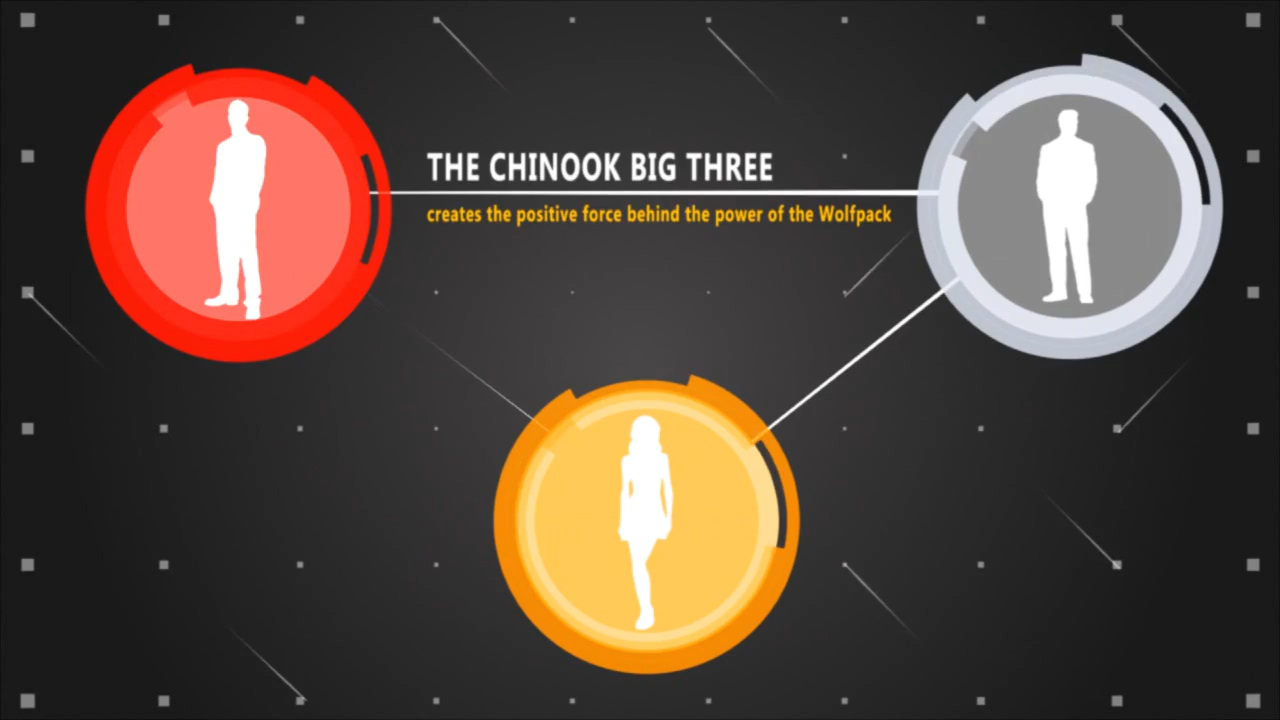 THE CHINOOK BIG THREE
creates the positive force behind the power of the Wolfpack